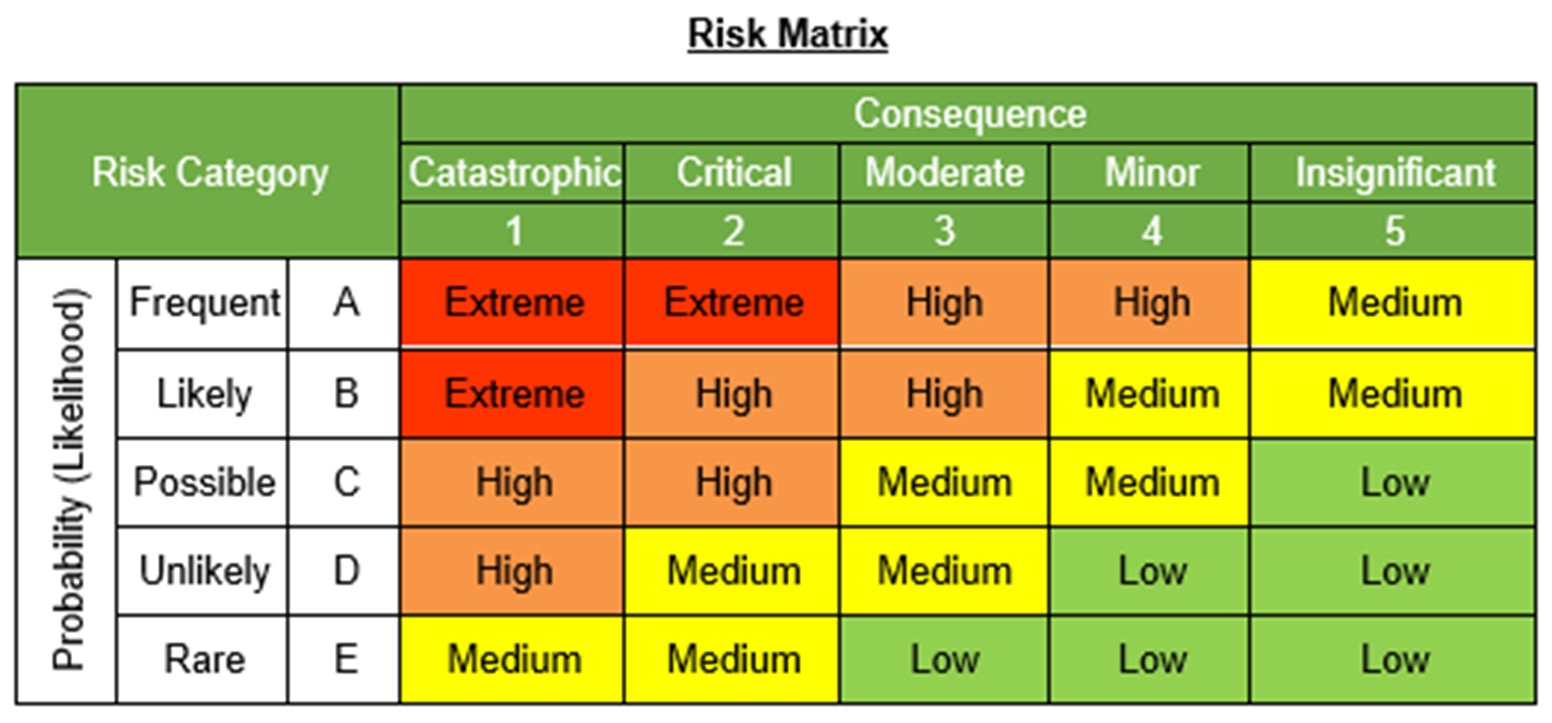 Risk Matrix
Risk Category
Consequence
Catastrophic Critical Moderate Minor Insignificant
1 2 3 4 5
Probability (Likelihood)
Frequent A Extreme Extreme High High Medium
Likely B Extreme High High Medium Medium
Possible C High High Medium Medium Low
Unlikely D High Medium Medium Low Low
Rare E Medium Medium Low Low Low